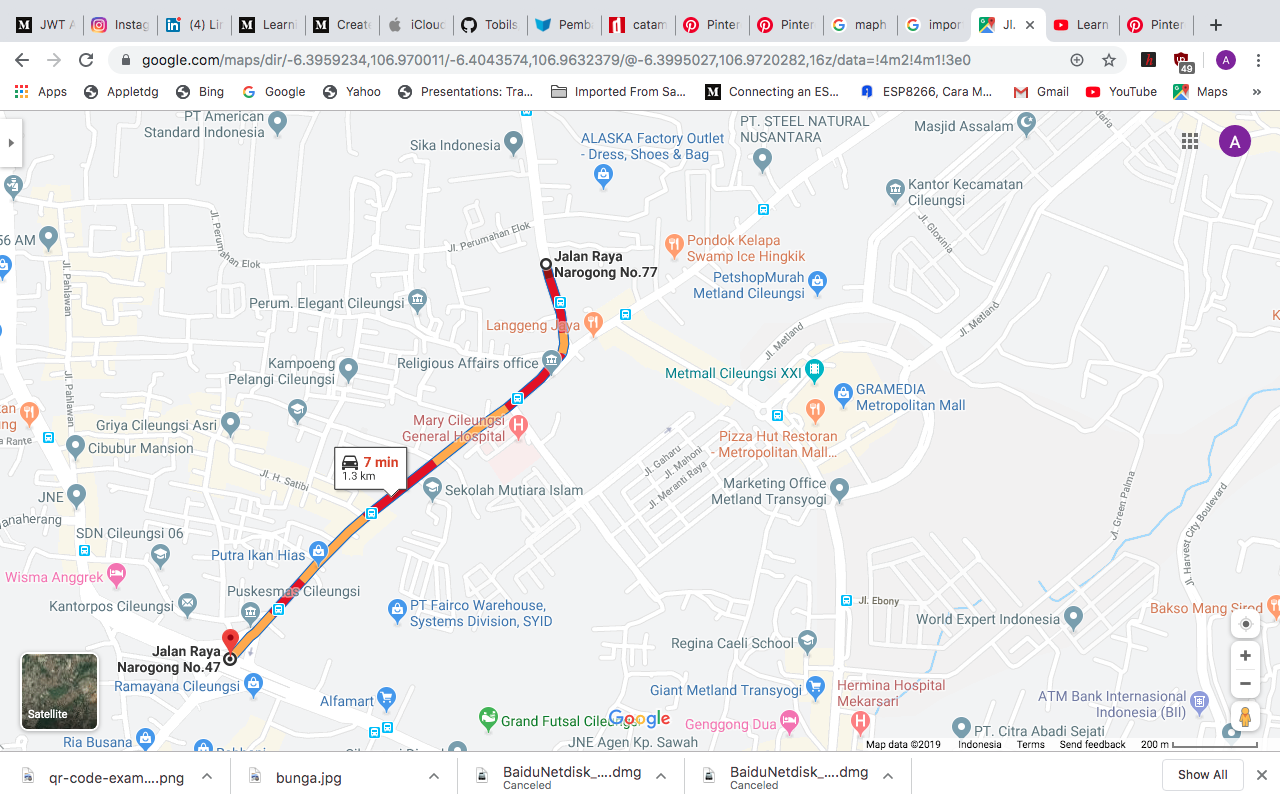 JWT A
Instag
(4) Lin
Learni
Create
iCloud
Tobils
Pemba
catam
Pinter
Pinter
maph
impor
Jl.
Learn
Pinter
google.com/maps/dir/-6.3959234,106.970011/-6.4043574,106.9632379/@-6.3995027,106.9720282,16z/data=!4m2!4m1!3e0
49
A
Apps
Appletdg
Bing
Google
Yahoo
Presentations: Tra...
Imported From Sa...
Connecting an ES...
ESP8266, Cara M...
Gmail
YouTube
Maps
»
PT American
Standard Indonesia
Sika Indonesia
ALASKA Factory Outlet
- Dress, Shoes & Bag
PT. STEEL NATURAL
NUSANTARA
Masjid Assalam
A
Kantor Kecamatan
Cileungsi
Jl. Gloxinia
56 AM
Jl. Perumahan Elok
Jl. Perumahan Elok
Jl. Pahlawan
Pondok Kelapa
Swamp Ice Hingkik
Jalan Raya
Narogong No.77
PetshopMurah
Metland Cileungsi
Perum. Elegant Cileungsi
Langgeng Jaya
Jl. Metland
Jl. Metland
Religious Affairs office
Kampoeng
Pelangi Cileungsi
Metmall Cileungsi XXI
GRAMEDIA
Metropolitan Mall
Jl. Pahlawan
Griya Cileungsi Asri
Mary Cileungsi
General Hospital
Pizza Hut Restoran
- Metropolitan Mall...
Cibubur Mansion
7 min
1.3 km
Jl. H. Satibi
Sekolah Mutiara Islam
Jl. Gaharu
Jl. Mahoni
Jl. Meranti Raya
Marketing Office
Metland Transyogi
Jl. Green Palma
Jl. Harvest City Boulevard
JNE
SDN Cileungsi 06
Putra Ikan Hias
Wisma Anggrek
Puskesmas Cileungsi
Kantorpos Cileungsi
PT Fairco Warehouse,
Systems Division, SYID
Jl. Ebony
World Expert Indonesia
Bakso Mang Sirod
Regina Caeli School
Jalan Raya
Narogong No.47
Ramayana Cileungsi
Alfamart
Giant Metland Transyogi
Hermina Hospital
Mekarsari
ATM Bank Internasional
Indonesia (BII)
Satellite
Grand Futsal Cileungsi
Google
Genggong Dua
PT. Citra Abadi Sejati
Ria Busana
JNE Agen Kp. Sawah
Map data ©2019
Indonesia
Terms
Send feedback
200 m
qr-code-exam....png
bunga.jpg
BaiduNetdisk_....dmg
Canceled
BaiduNetdisk_....dmg
Canceled
Show All